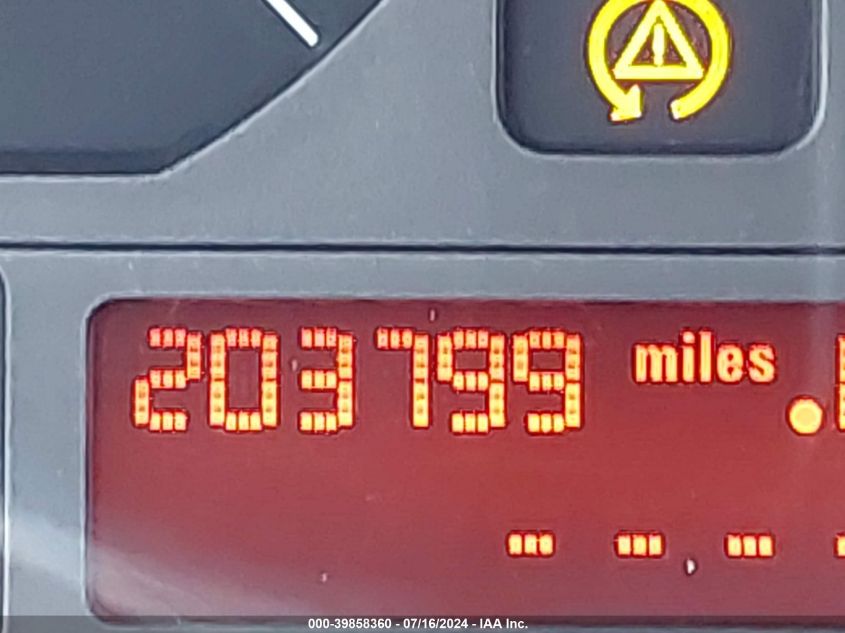 203799 miles .
- - . -
000-39858360 - 07/16/2024 - IAA Inc.